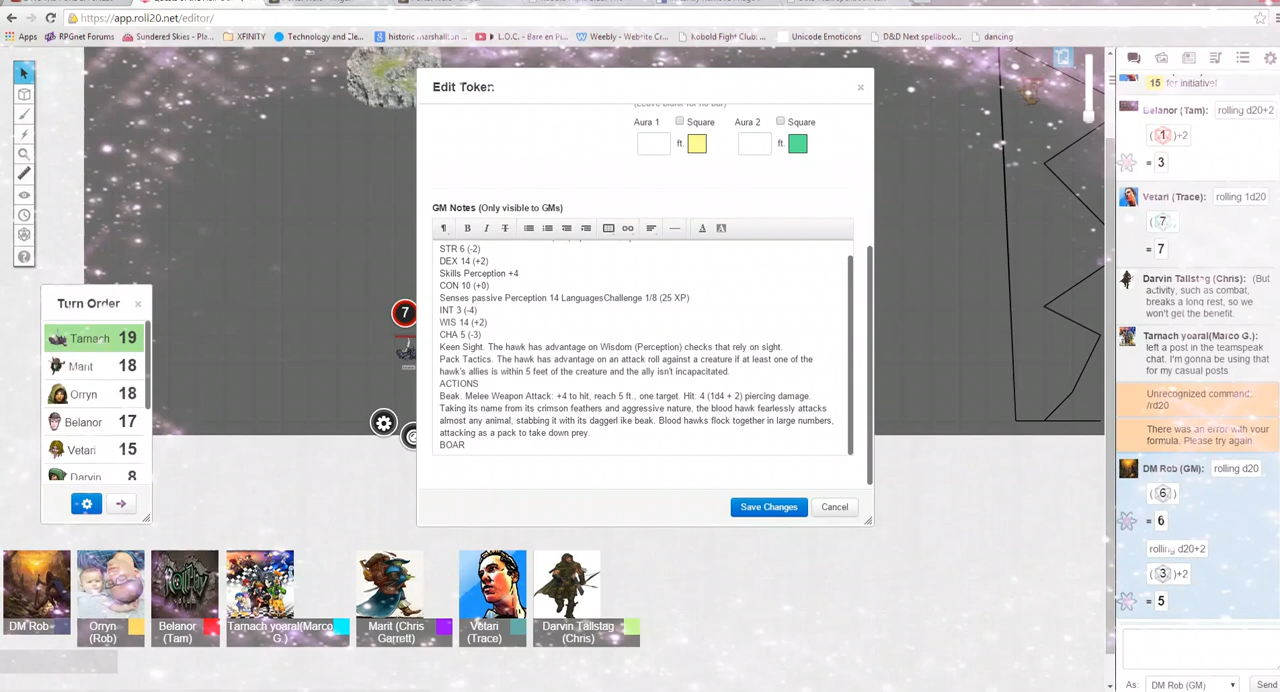 https://app.roll20.net/editor/
Apps
RPGnet Forums
Sundered Skies - Pla...
XFINITY
Technology and Cle...
historic marshallton ...
L.O.C. - Bare en Pi...
Weebly - Website Cr...
Kobold Fight Club: ...
Unicode Emoticons
D&D Next spellbook...
dancing
Edit Token:
(Leave blank for no bar)
Aura 1
Square
Aura 2
Square
ft.
ft.
GM Notes (Only visible to GMs)
STR 6 (-2)
DEX 14 (+2)
Skills Perception +4
CON 10 (+0)
Senses passive Perception 14 LanguagesChallenge 1/8 (25 XP)
INT 3 (-4)
WIS 14 (+2)
CHA 5 (-3)
Keen Sight. The hawk has advantage on Wisdom (Perception) checks that rely on sight.
Pack Tactics. The hawk has advantage on an attack roll against a creature if at least one of the
hawk's allies is within 5 feet of the creature and the ally isn't incapacitated.
ACTIONS
Beak. Melee Weapon Attack: +4 to hit, reach 5 ft., one target. Hit: 4 (1d4 + 2) piercing damage.
Taking its name from its crimson feathers and aggressive nature, the blood hawk fearlessly attacks
almost any animal, stabbing it with its daggerl ike beak. Blood hawks flock together in large numbers,
attacking as a pack to take down prey.
BOAR
Save Changes
Cancel
7
Turn Order
Tarnach 19
Marit 18
Orryn 18
Belanor 17
Vetari 15
Darvin 8
DM Rob
Orryn
(Rob)
Belanor
(Tam)
Tarnach yoaral(Marco
G.)
Marit (Chris
Garrett)
Vetari
(Trace)
Darvin Tallstag
(Chris)
15 for initiative!
Belanor (Tam): rolling d20+2
(1)+2
= 3
Vetari (Trace): rolling 1d20
(7)
= 7
Darvin Tallstag (Chris): (But
activity, such as combat,
breaks a long rest, so we
won't get the benefit.
Tarnach yoaral(Marco G.):
left a post in the teamspeak
chat. I'm gonna be using that
for my casual posts
Unrecognized command:
/rd20
There was an error with your
formula. Please try again.
DM Rob (GM): rolling d20
(6)
= 6
rolling d20+2
(3)+2
= 5
As: DM Rob (GM)
Send